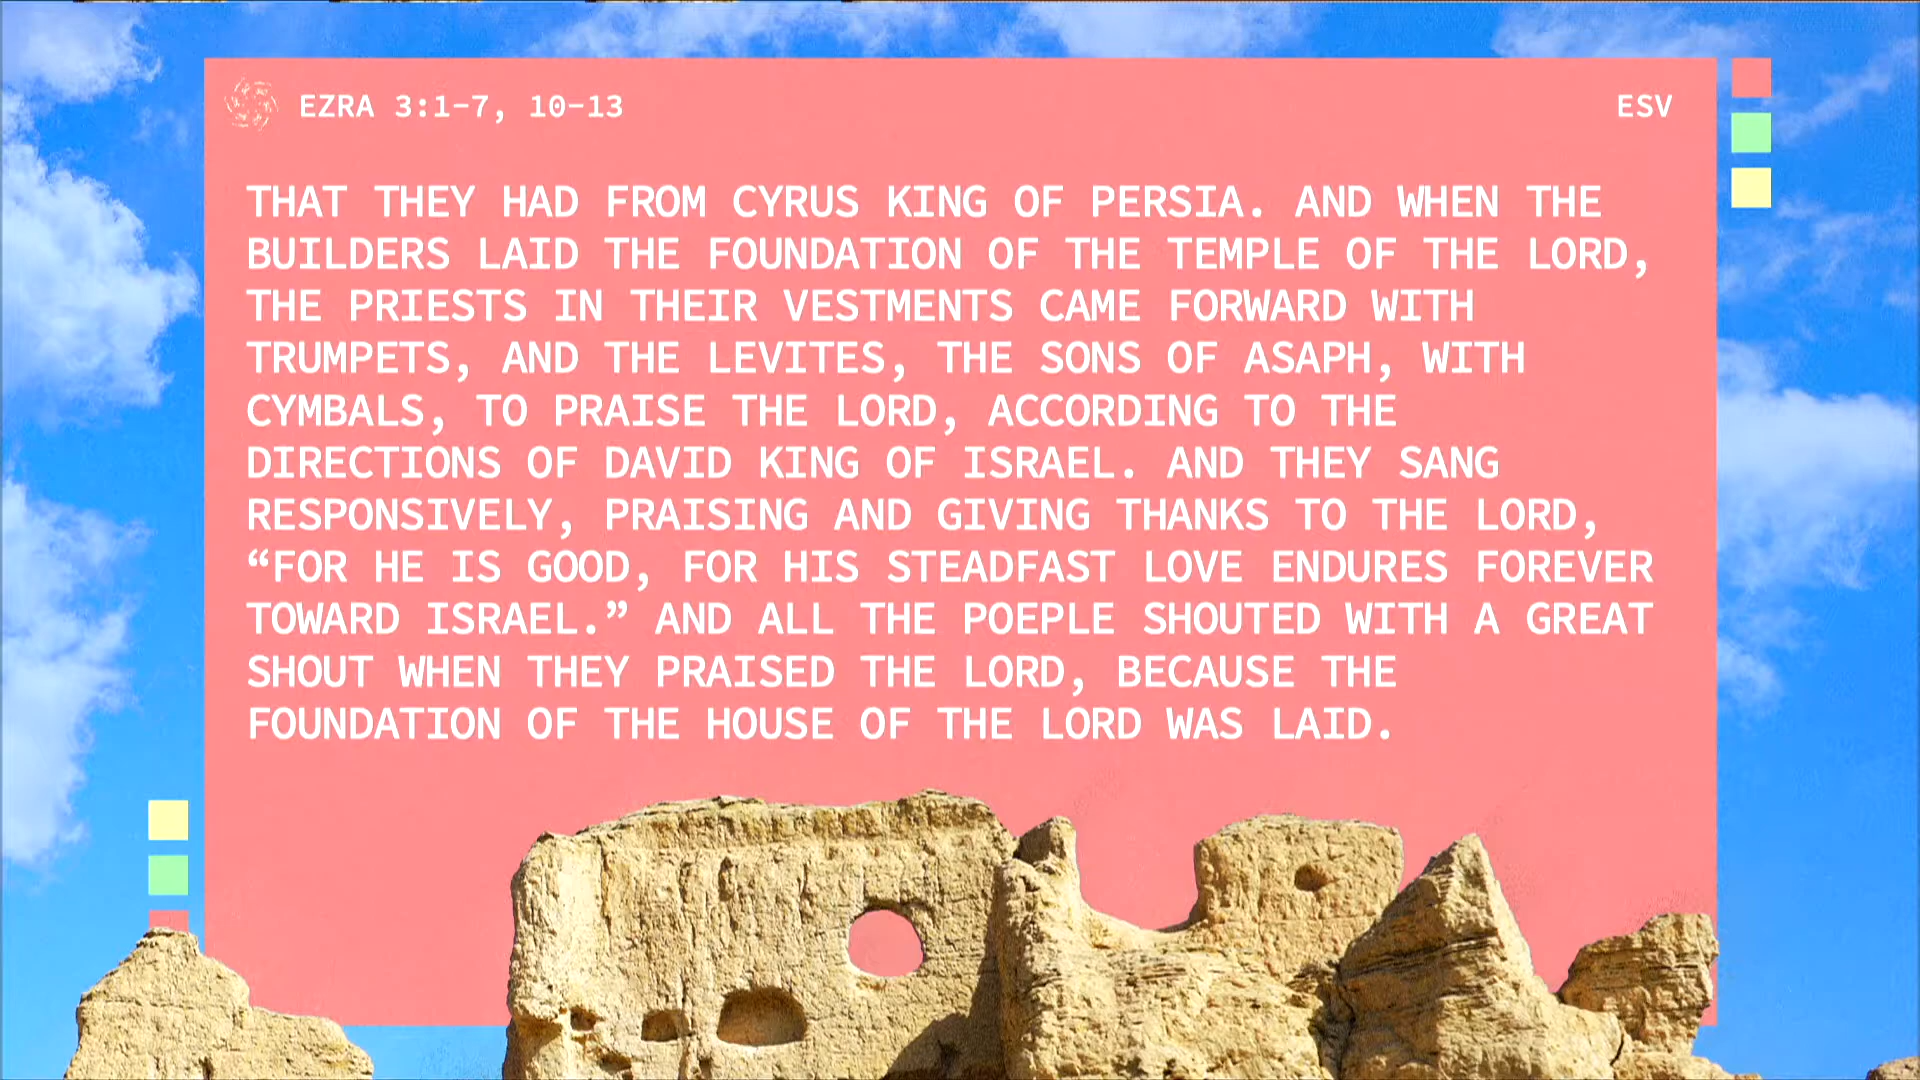 EZRA 3:1-7, 10-13
ESV
THAT THEY HAD FROM CYRUS KING OF PERSIA. AND WHEN THE
BUILDERS LAID THE FOUNDATION OF THE TEMPLE OF THE LORD,
THE PRIESTS IN THEIR VESTMENTS CAME FORWARD WITH
TRUMPETS, AND THE LEVITES, THE SONS OF ASAPH, WITH
CYMBALS, TO PRAISE THE LORD, ACCORDING TO THE
DIRECTIONS OF DAVID KING OF ISRAEL. AND THEY SANG
RESPONSIVELY, PRAISING AND GIVING THANKS TO THE LORD,
“FOR HE IS GOOD, FOR HIS STEADFAST LOVE ENDURES FOREVER
TOWARD ISRAEL.” AND ALL THE POEPLE SHOUTED WITH A GREAT
SHOUT WHEN THEY PRAISED THE LORD, BECAUSE THE
FOUNDATION OF THE HOUSE OF THE LORD WAS LAID.